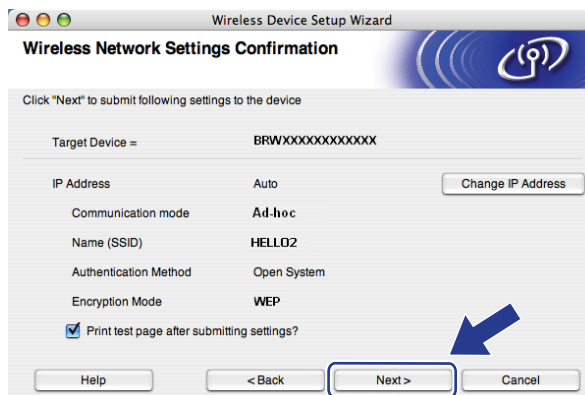 Wireless Device Setup Wizard
Wireless Network Settings Confirmation
Click "Next" to submit following settings to the device
Target Device = BRWXXXXXXXXXXXX
IP Address Auto Change IP Address
Communication mode Ad-hoc
Name (SSID) HELLO2
Authentication Method Open System
Encryption Mode WEP
Print test page after submitting settings?
Help < Back Next > Cancel